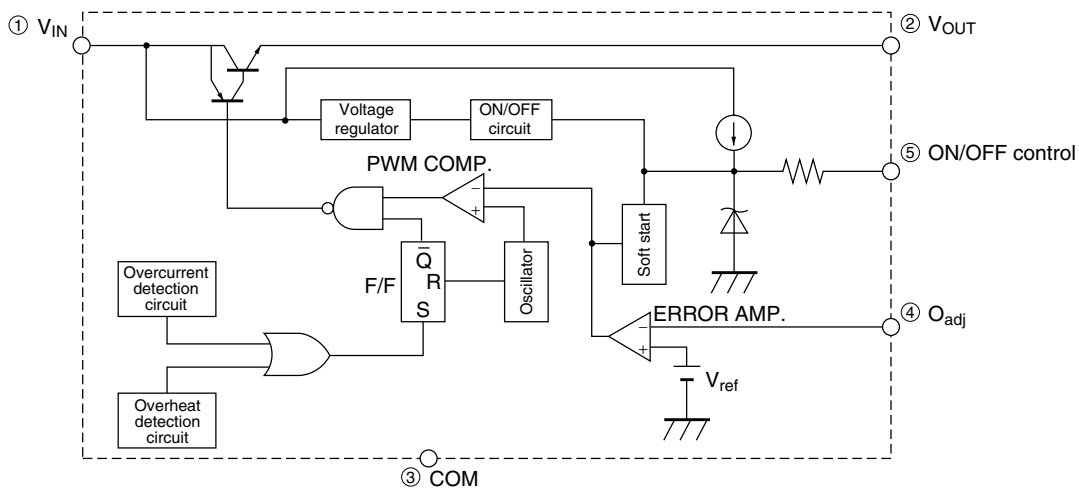 ① VIN
② VOUT
Voltage
regulator
ON/OFF
circuit
⑤ ON/OFF control
PWM COMP.
−
+
Soft start
Overcurrent
detection
circuit
F/F
Q̄
R
S
Oscillator
ERROR AMP.
④ Oadj
−
+
Vref
Overheat
detection
circuit
③ COM